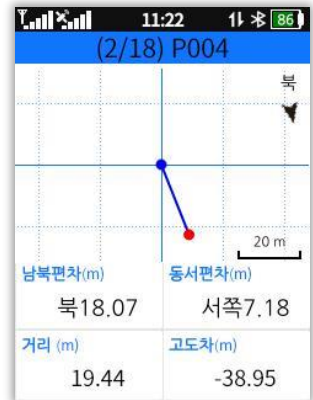 11:22 86
(2/18) P004
북
20 m
남북편차(m) 동서편차(m)
북18.07 서쪽7.18
거리 (m) 고도차(m)
19.44 -38.95